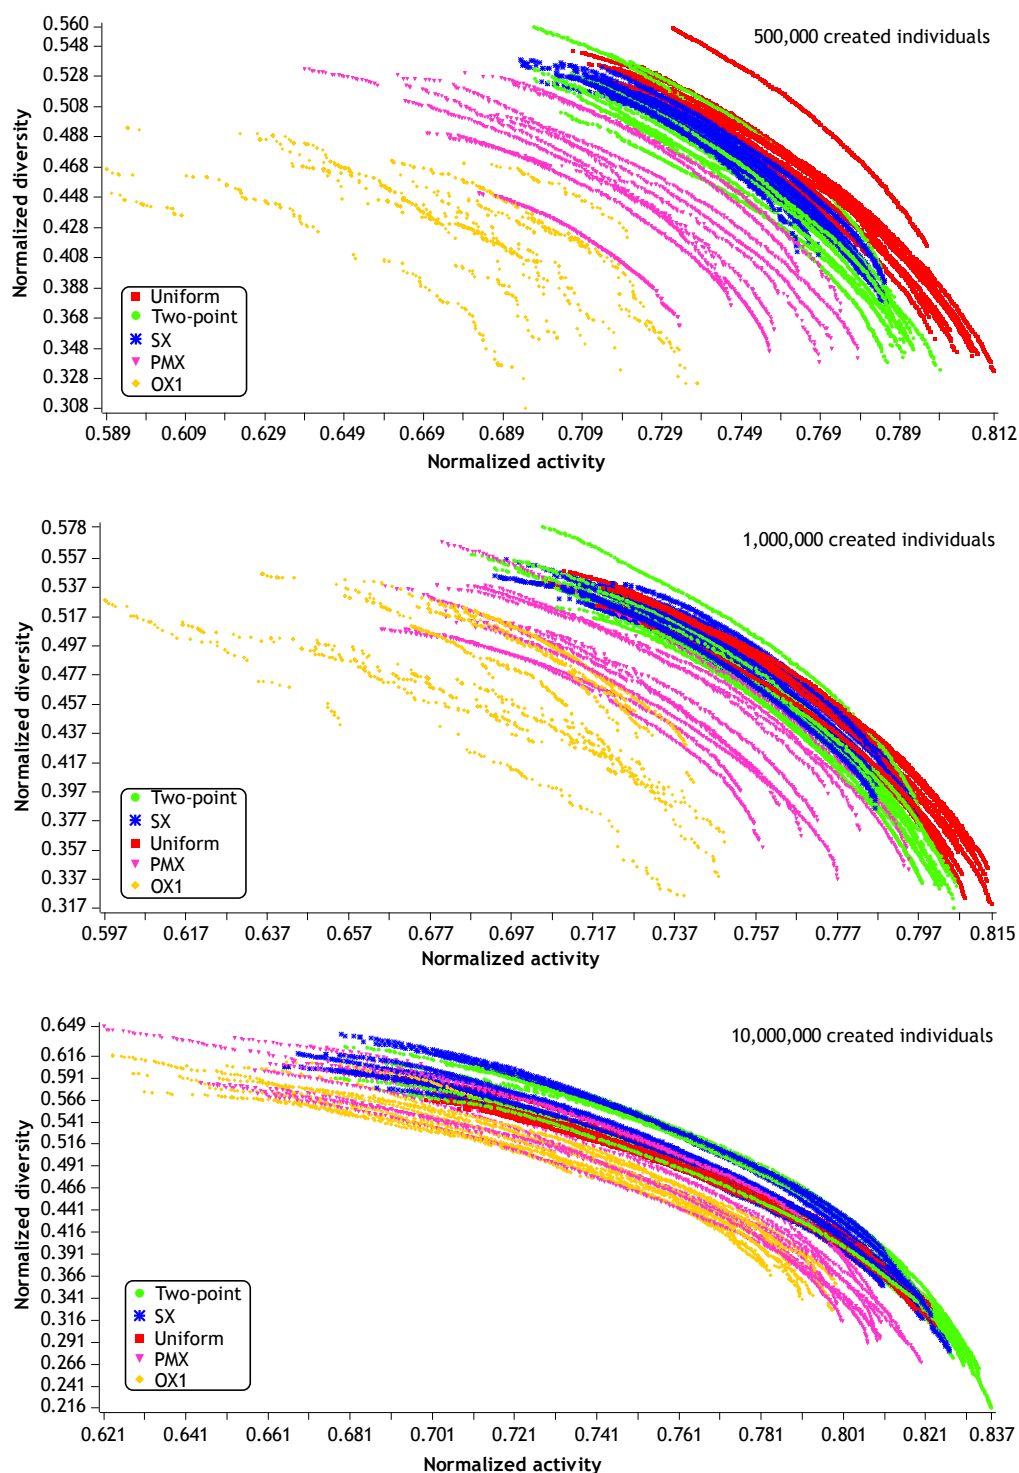 500,000 created individuals
0.560
0.548
0.528
0.508
0.488
0.468
0.448
0.428
0.408
0.388
0.368
0.348
0.328
0.308
Normalized diversity
Uniform
Two-point
SX
PMX
OX1
0.589 0.609 0.629 0.649 0.669 0.689 0.709 0.729 0.749 0.769 0.789 0.812
Normalized activity
1,000,000 created individuals
0.578
0.557
0.537
0.517
0.497
0.477
0.457
0.437
0.417
0.397
0.377
0.357
0.337
0.317
Normalized diversity
Two-point
SX
Uniform
PMX
OX1
0.597 0.617 0.637 0.657 0.677 0.697 0.717 0.737 0.757 0.777 0.797 0.815
Normalized activity
10,000,000 created individuals
0.649
0.616
0.591
0.566
0.541
0.516
0.491
0.466
0.441
0.416
0.391
0.366
0.341
0.316
0.291
0.266
0.241
0.216
Normalized diversity
Two-point
SX
Uniform
PMX
OX1
0.621 0.641 0.661 0.681 0.701 0.721 0.741 0.761 0.781 0.801 0.821 0.837
Normalized activity